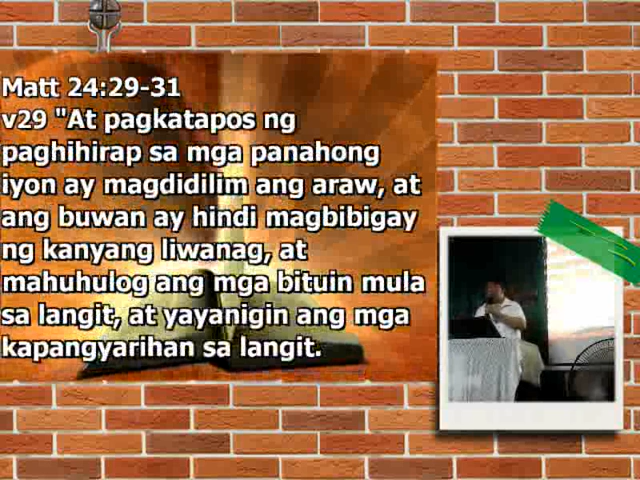 Matt 24:29-31
v29 "At pagkatapos ng
paghihirap sa mga panahong
iyon ay magdidilim ang araw, at
ang buwan ay hindi magbibigay
ng kanyang liwanag, at
mahuhulog ang mga bituin mula
sa langit, at yayanigin ang mga
kapangyarihan sa langit.